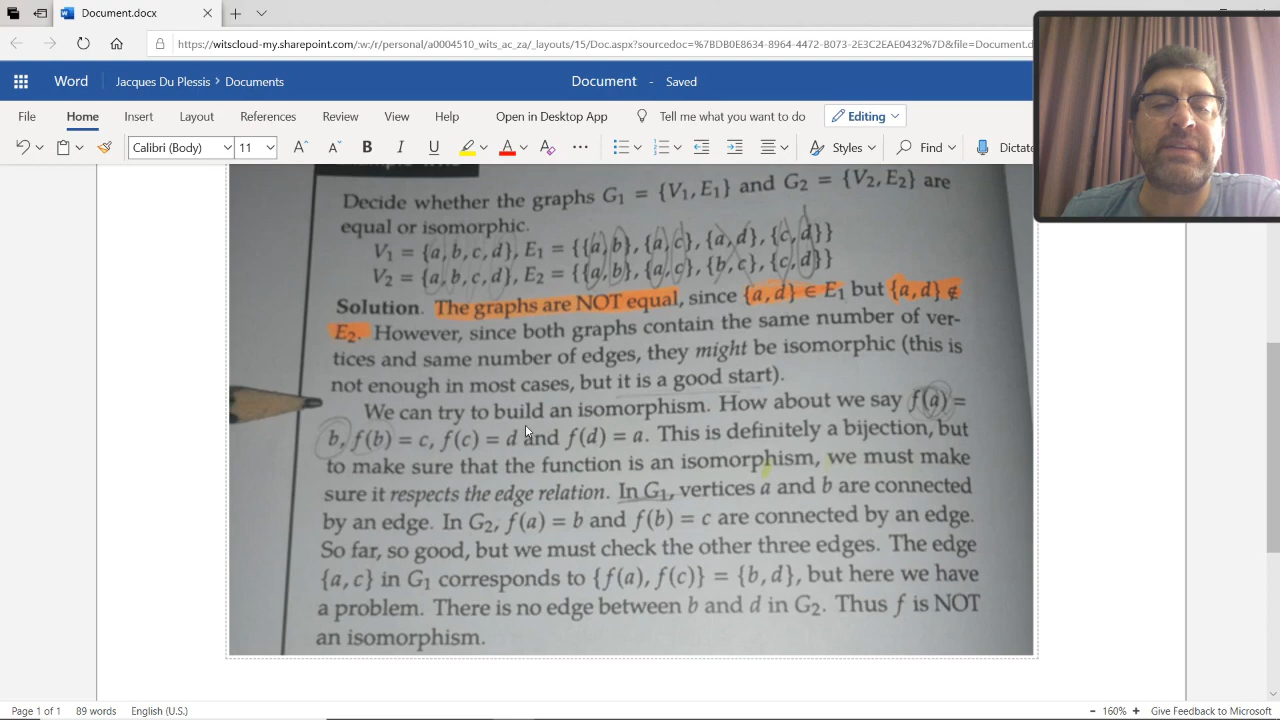 Document.docx
https://witscloud-my.sharepoint.com/:w:/r/personal/a0004510_wits_ac_za/_layouts/15/Doc.aspx?sourcedoc=%7BDB0E8634-8964-4472-B073-2E3C2EAE0432%7D&file=Document.d
Word Jacques Du Plessis > Documents Document - Saved
File Home Insert Layout References Review View Help Open in Desktop App Tell me what you want to do Editing
Calibri (Body) 11 A A B I U A A Styles Find Dictate
Decide whether the graphs G₁ = {V₁, E₁} and G₂ = {V₂, E₂} are
equal or isomorphic.
V₁ = {a, b, c, d}, E₁ = {{a, b}, {a, c}, {a, d}, {c, d}}
V₂ = {a, b, c, d}, E₂ = {{a, b}, {a, c}, {b, c}, {c, d}}
Solution. The graphs are NOT equal, since {a, d} ∈ E₁ but {a, d} ∉
E₂. However, since both graphs contain the same number of ver-
tices and same number of edges, they might be isomorphic (this is
not enough in most cases, but it is a good start).
We can try to build an isomorphism. How about we say f(a) =
b, f(b) = c, f(c) = d and f(d) = a. This is definitely a bijection, but
to make sure that the function is an isomorphism, we must make
sure it respects the edge relation. In G₁, vertices a and b are connected
by an edge. In G₂, f(a) = b and f(b) = c are connected by an edge.
So far, so good, but we must check the other three edges. The edge
{a, c} in G₁ corresponds to {f(a), f(c)} = {b, d}, but here we have
a problem. There is no edge between b and d in G₂. Thus f is NOT
an isomorphism.
Page 1 of 1 89 words English (U.S.) - 160% + Give Feedback to Microsoft